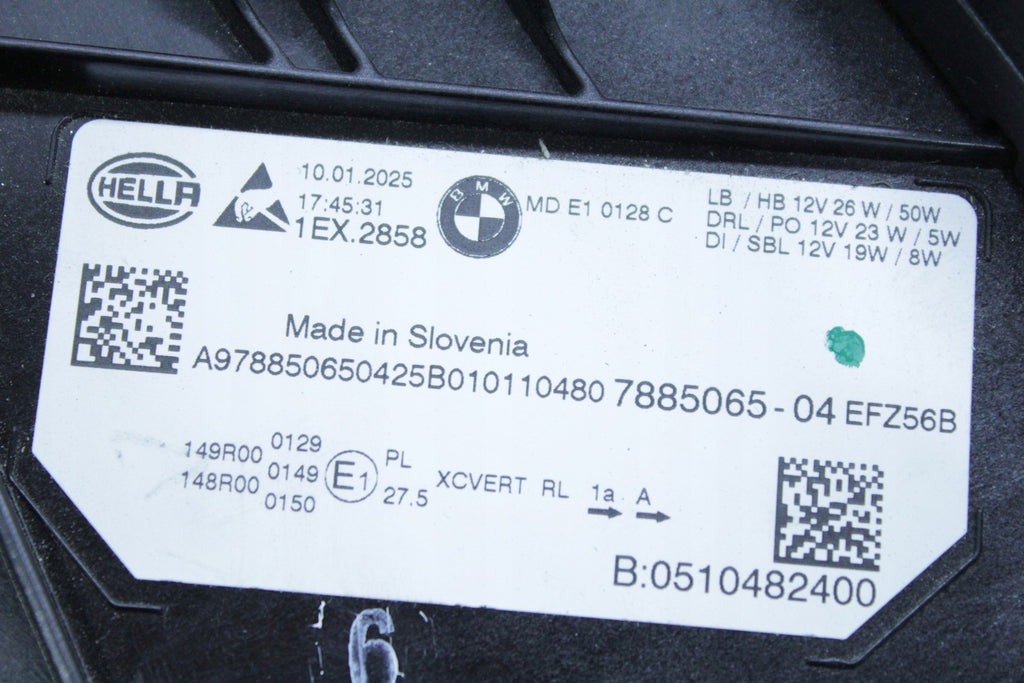 HELLA
10.01.2025
17:45:31
1EX.2858
BMW
MD E1 0128 C
LB / HB 12V 26 W / 50W
DRL / PO 12V 23 W / 5W
DI / SBL 12V 19W / 8W
Made in Slovenia
A978850650425B010110480 7885065-04 EFZ56B
149R00 0129
148R00 0149
0150
E1
PL
27.5
XCVERT RL 1a A
B:0510482400
6